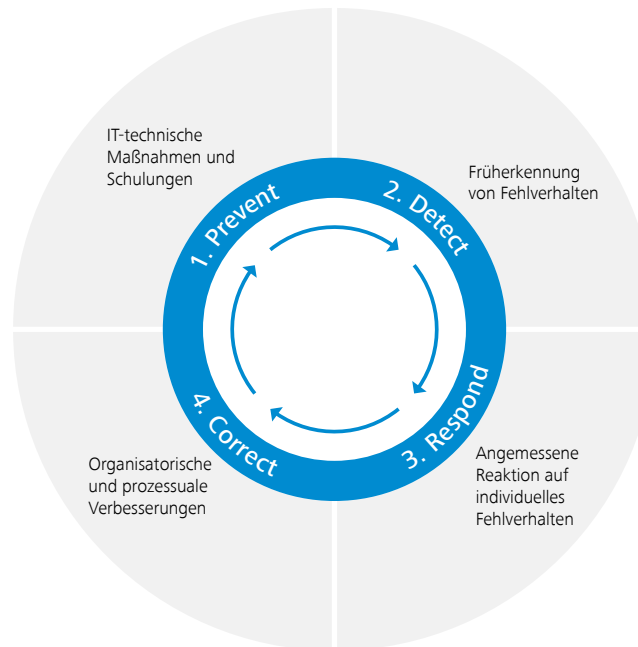 IT-technische
Maßnahmen und
Schulungen
1. Prevent
2. Detect
Früherkennung
von Fehlverhalten
3. Respond
Angemessene
Reaktion auf
individuelles
Fehlverhalten
4. Correct
Organisatorische
und prozessuale
Verbesserungen